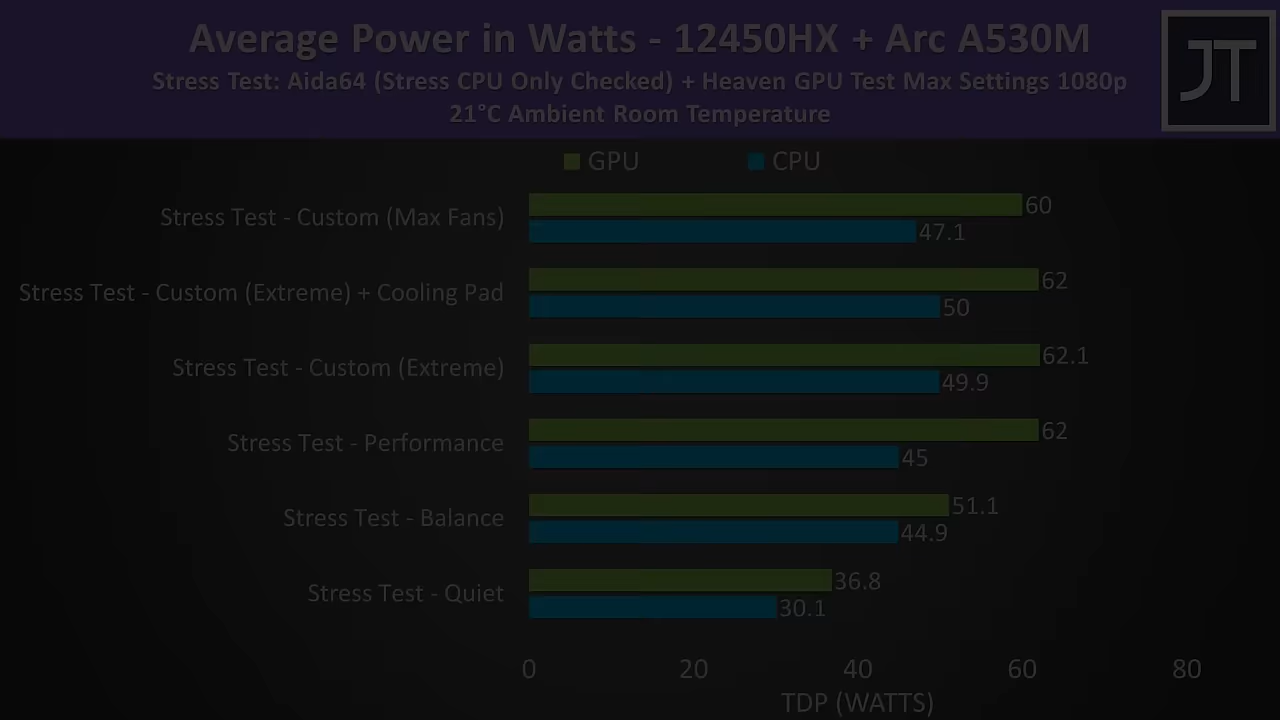 Average Power in Watts - 12450HX + Arc A530M
JT
Stress Test: Aida64 (Stress CPU Only Checked) + Heaven GPU Test Max Settings 1080p
21°C Ambient Room Temperature
GPU CPU
Stress Test - Custom (Max Fans) 60
47.1
Stress Test - Custom (Extreme) + Cooling Pad 62
50
Stress Test - Custom (Extreme) 62.1
49.9
Stress Test - Performance 62
45
Stress Test - Balance 51.1
44.9
Stress Test - Quiet 36.8
30.1
0 20 40 60 80
TDP (WATTS)